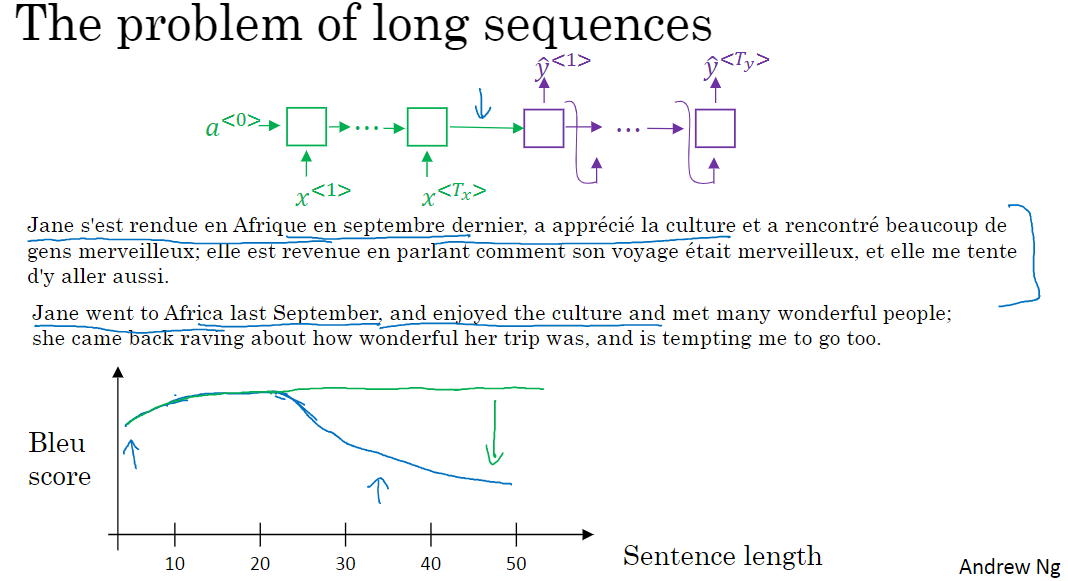 The problem of long sequences
ŷ<1> ŷ<Ty>
a<0> ... ...
x<1> x<Tx>
Jane s'est rendue en Afrique en septembre dernier, a apprécié la culture et a rencontré beaucoup de
gens merveilleux; elle est revenue en parlant comment son voyage était merveilleux, et elle me tente
d'y aller aussi.
Jane went to Africa last September, and enjoyed the culture and met many wonderful people;
she came back raving about how wonderful her trip was, and is tempting me to go too.
Bleu
score
10 20 30 40 50
Sentence length
Andrew Ng